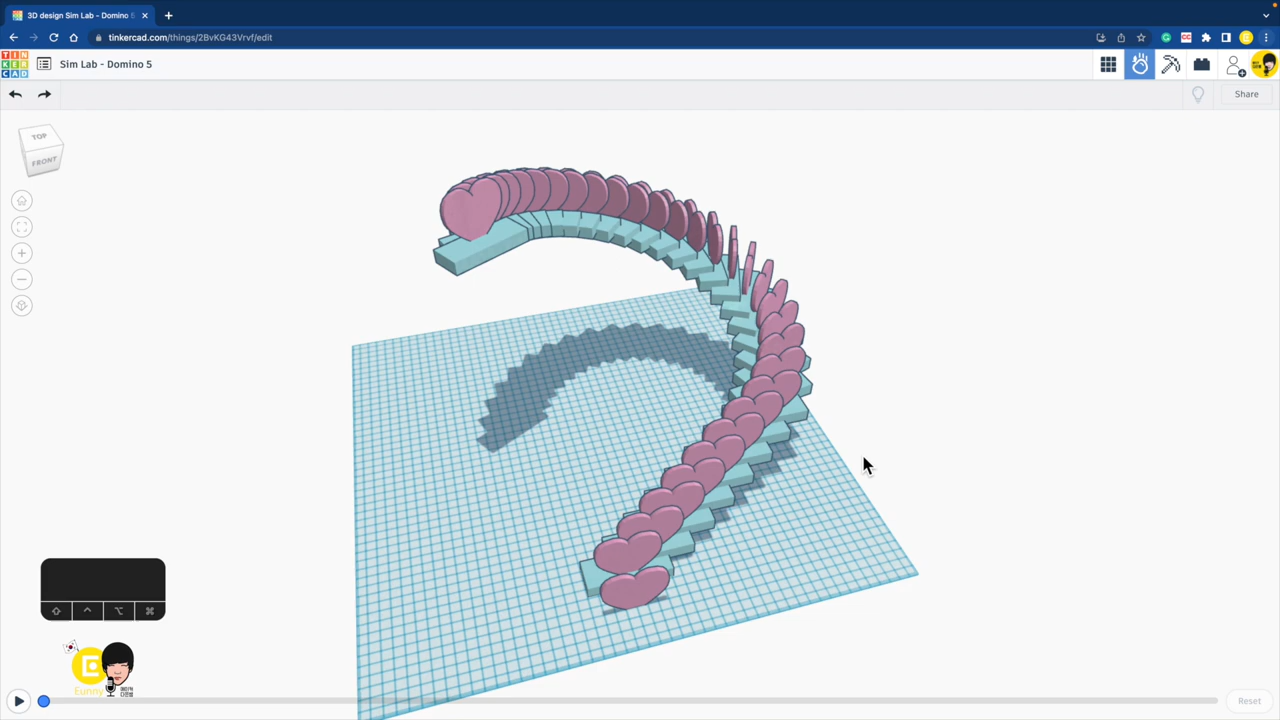 3D design Sim Lab - Domino 5
tinkercad.com/things/2BvKG43Vrvf/edit
TIN
KER
CAD
Sim Lab - Domino 5
Share
TOP
FRONT
Eunny
Reset